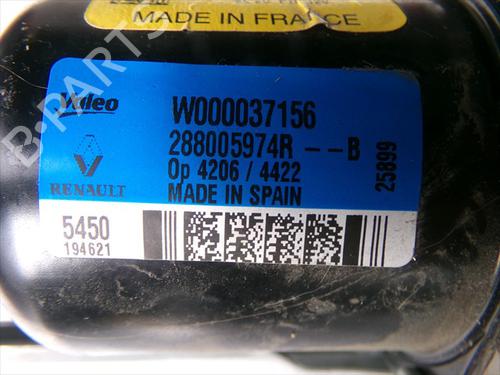 MADE IN FRANCE
Valeo
W000037156
288005974R -- B
Op 4206 / 4422
MADE IN SPAIN
RENAULT
25899
5450
194621
B-PARTS